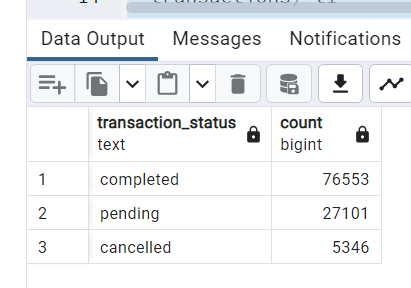 Data Output Messages Notifications
transaction_status count
text bigint
1 completed 76553
2 pending 27101
3 cancelled 5346